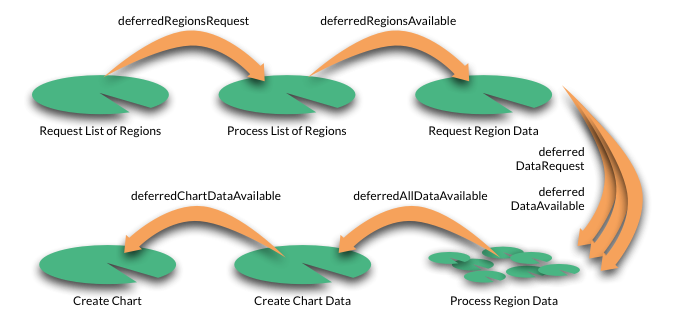 deferredRegionsRequest
deferredRegionsAvailable
Request List of Regions
Process List of Regions
Request Region Data
deferred
DataRequest
deferred
DataAvailable
deferredChartDataAvailable
deferredAllDataAvailable
Create Chart
Create Chart Data
Process Region Data